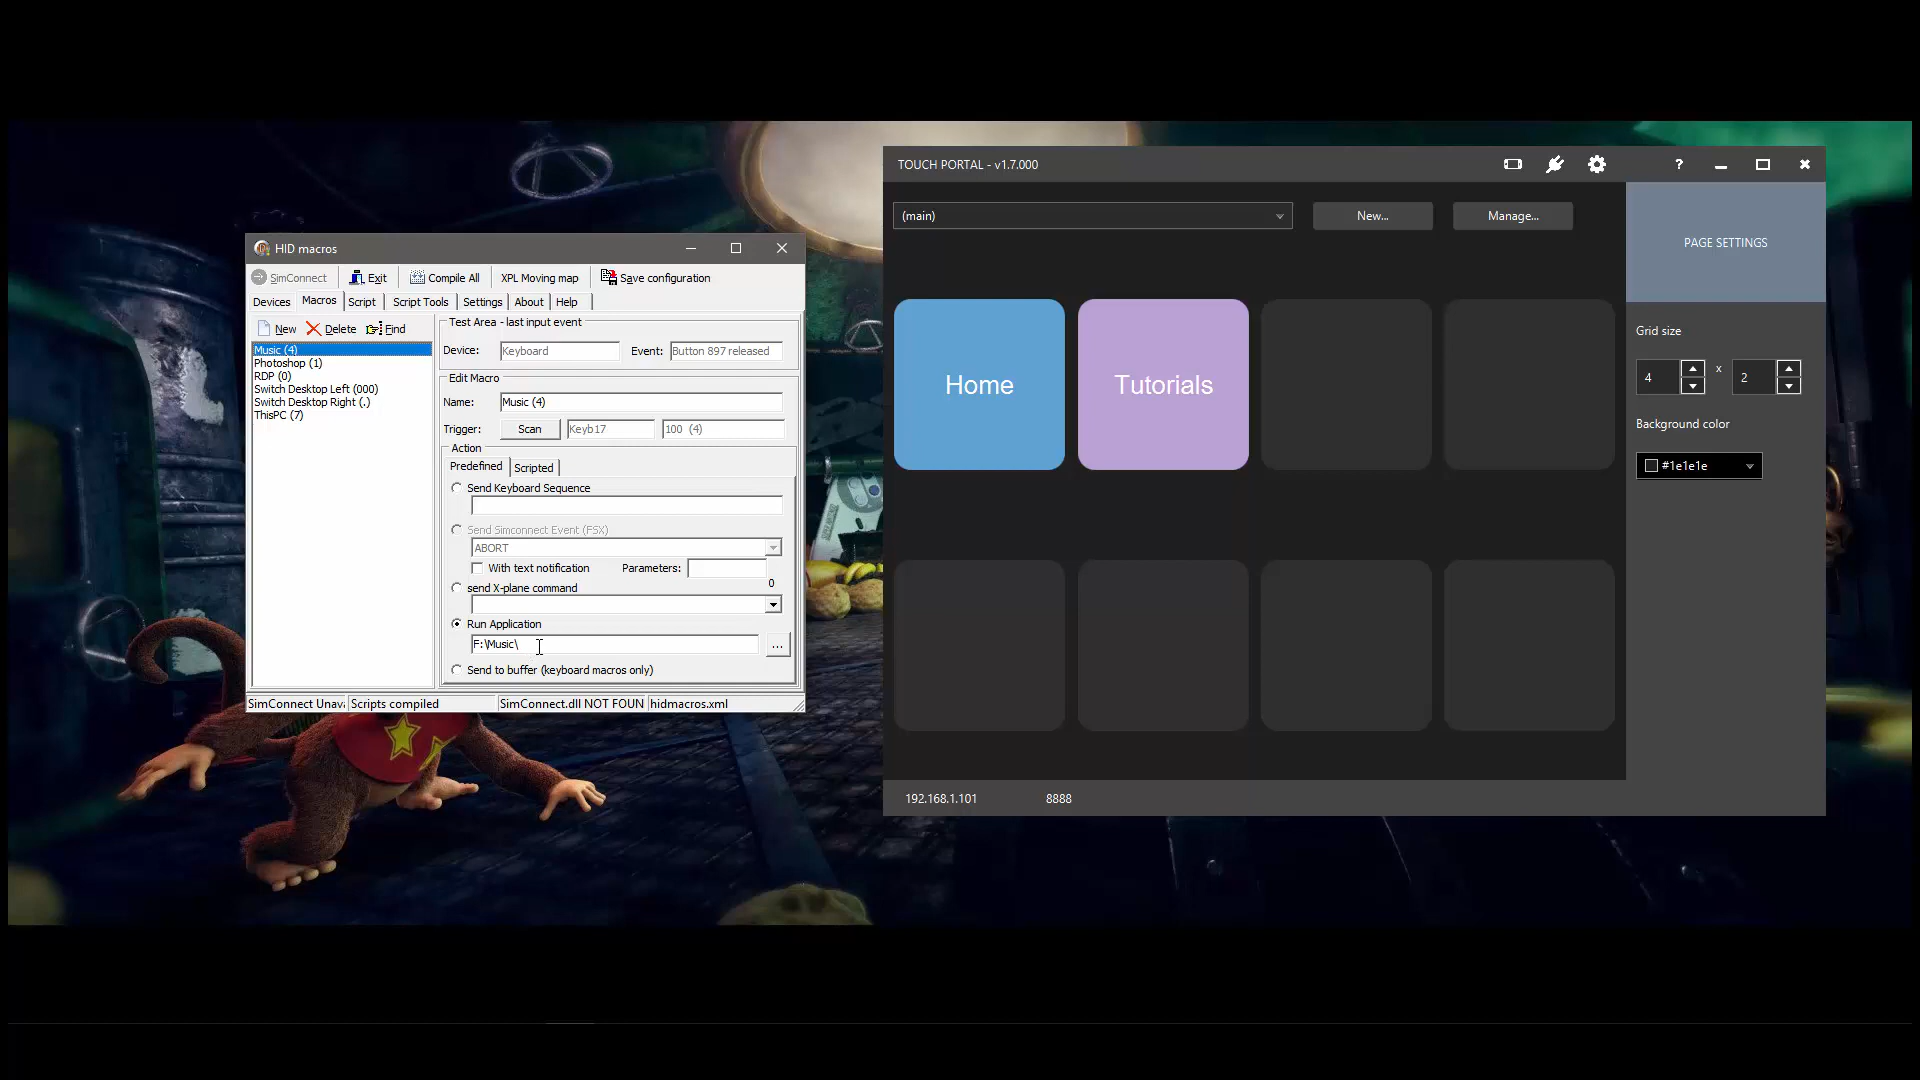 TOUCH PORTAL - v1.7.000
?
(main)
New...
Manage...
PAGE SETTINGS
HID macros
SimConnect
Exit
Compile All
XPL Moving map
Save configuration
Devices
Macros
Script
Script Tools
Settings
About
Help
New
Delete
Find
Music (4)
Photoshop (1)
RDP (0)
Switch Desktop Left (000)
Switch Desktop Right (.)
ThisPC (7)
Test Area - last input event
Device:
Keyboard
Event:
Button 897 released
Edit Macro
Name:
Music (4)
Trigger:
Scan
Keyb17
100 (4)
Action
Predefined
Scripted
Send Keyboard Sequence
Send Simconnect Event (FSX)
ABORT
With text notification
Parameters:
0
send X-plane command
Run Application
F:\Music\
...
Send to buffer (keyboard macros only)
SimConnect Unava
Scripts compiled
SimConnect.dll NOT FOUN
hidmacros.xml
Home
Tutorials
Grid size
4
x
2
Background color
#1e1e1e
192.168.1.101
8888